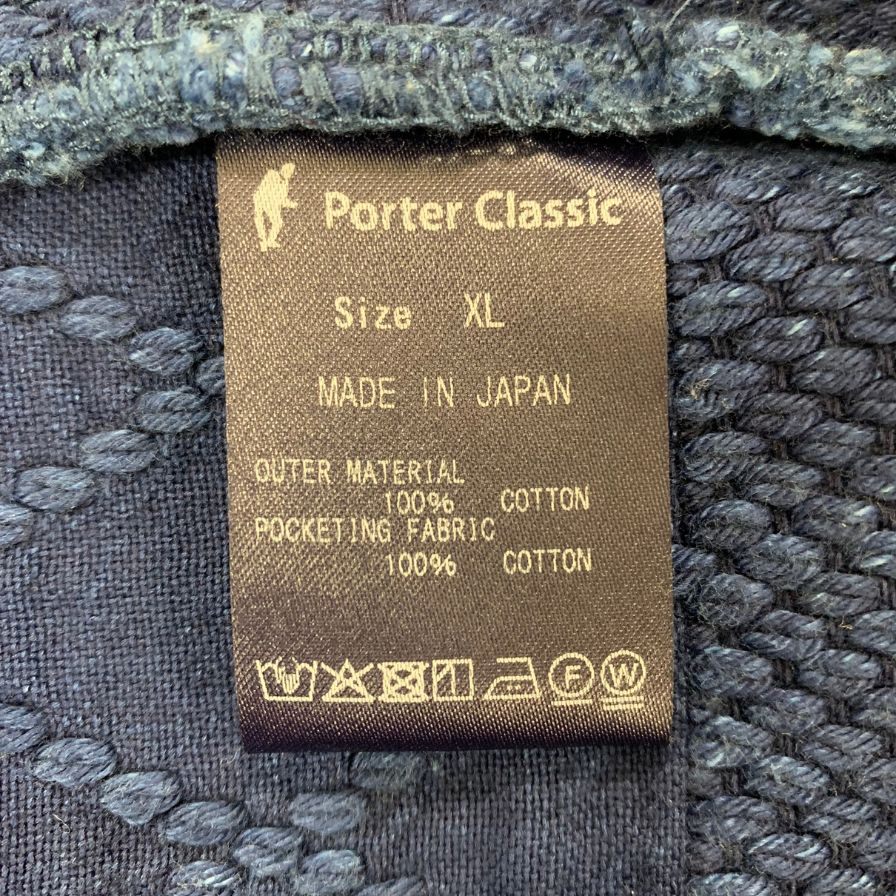 Porter Classic
Size XL
MADE IN JAPAN
OUTER MATERIAL
100% COTTON
POCKETING FABRIC
100% COTTON
F W